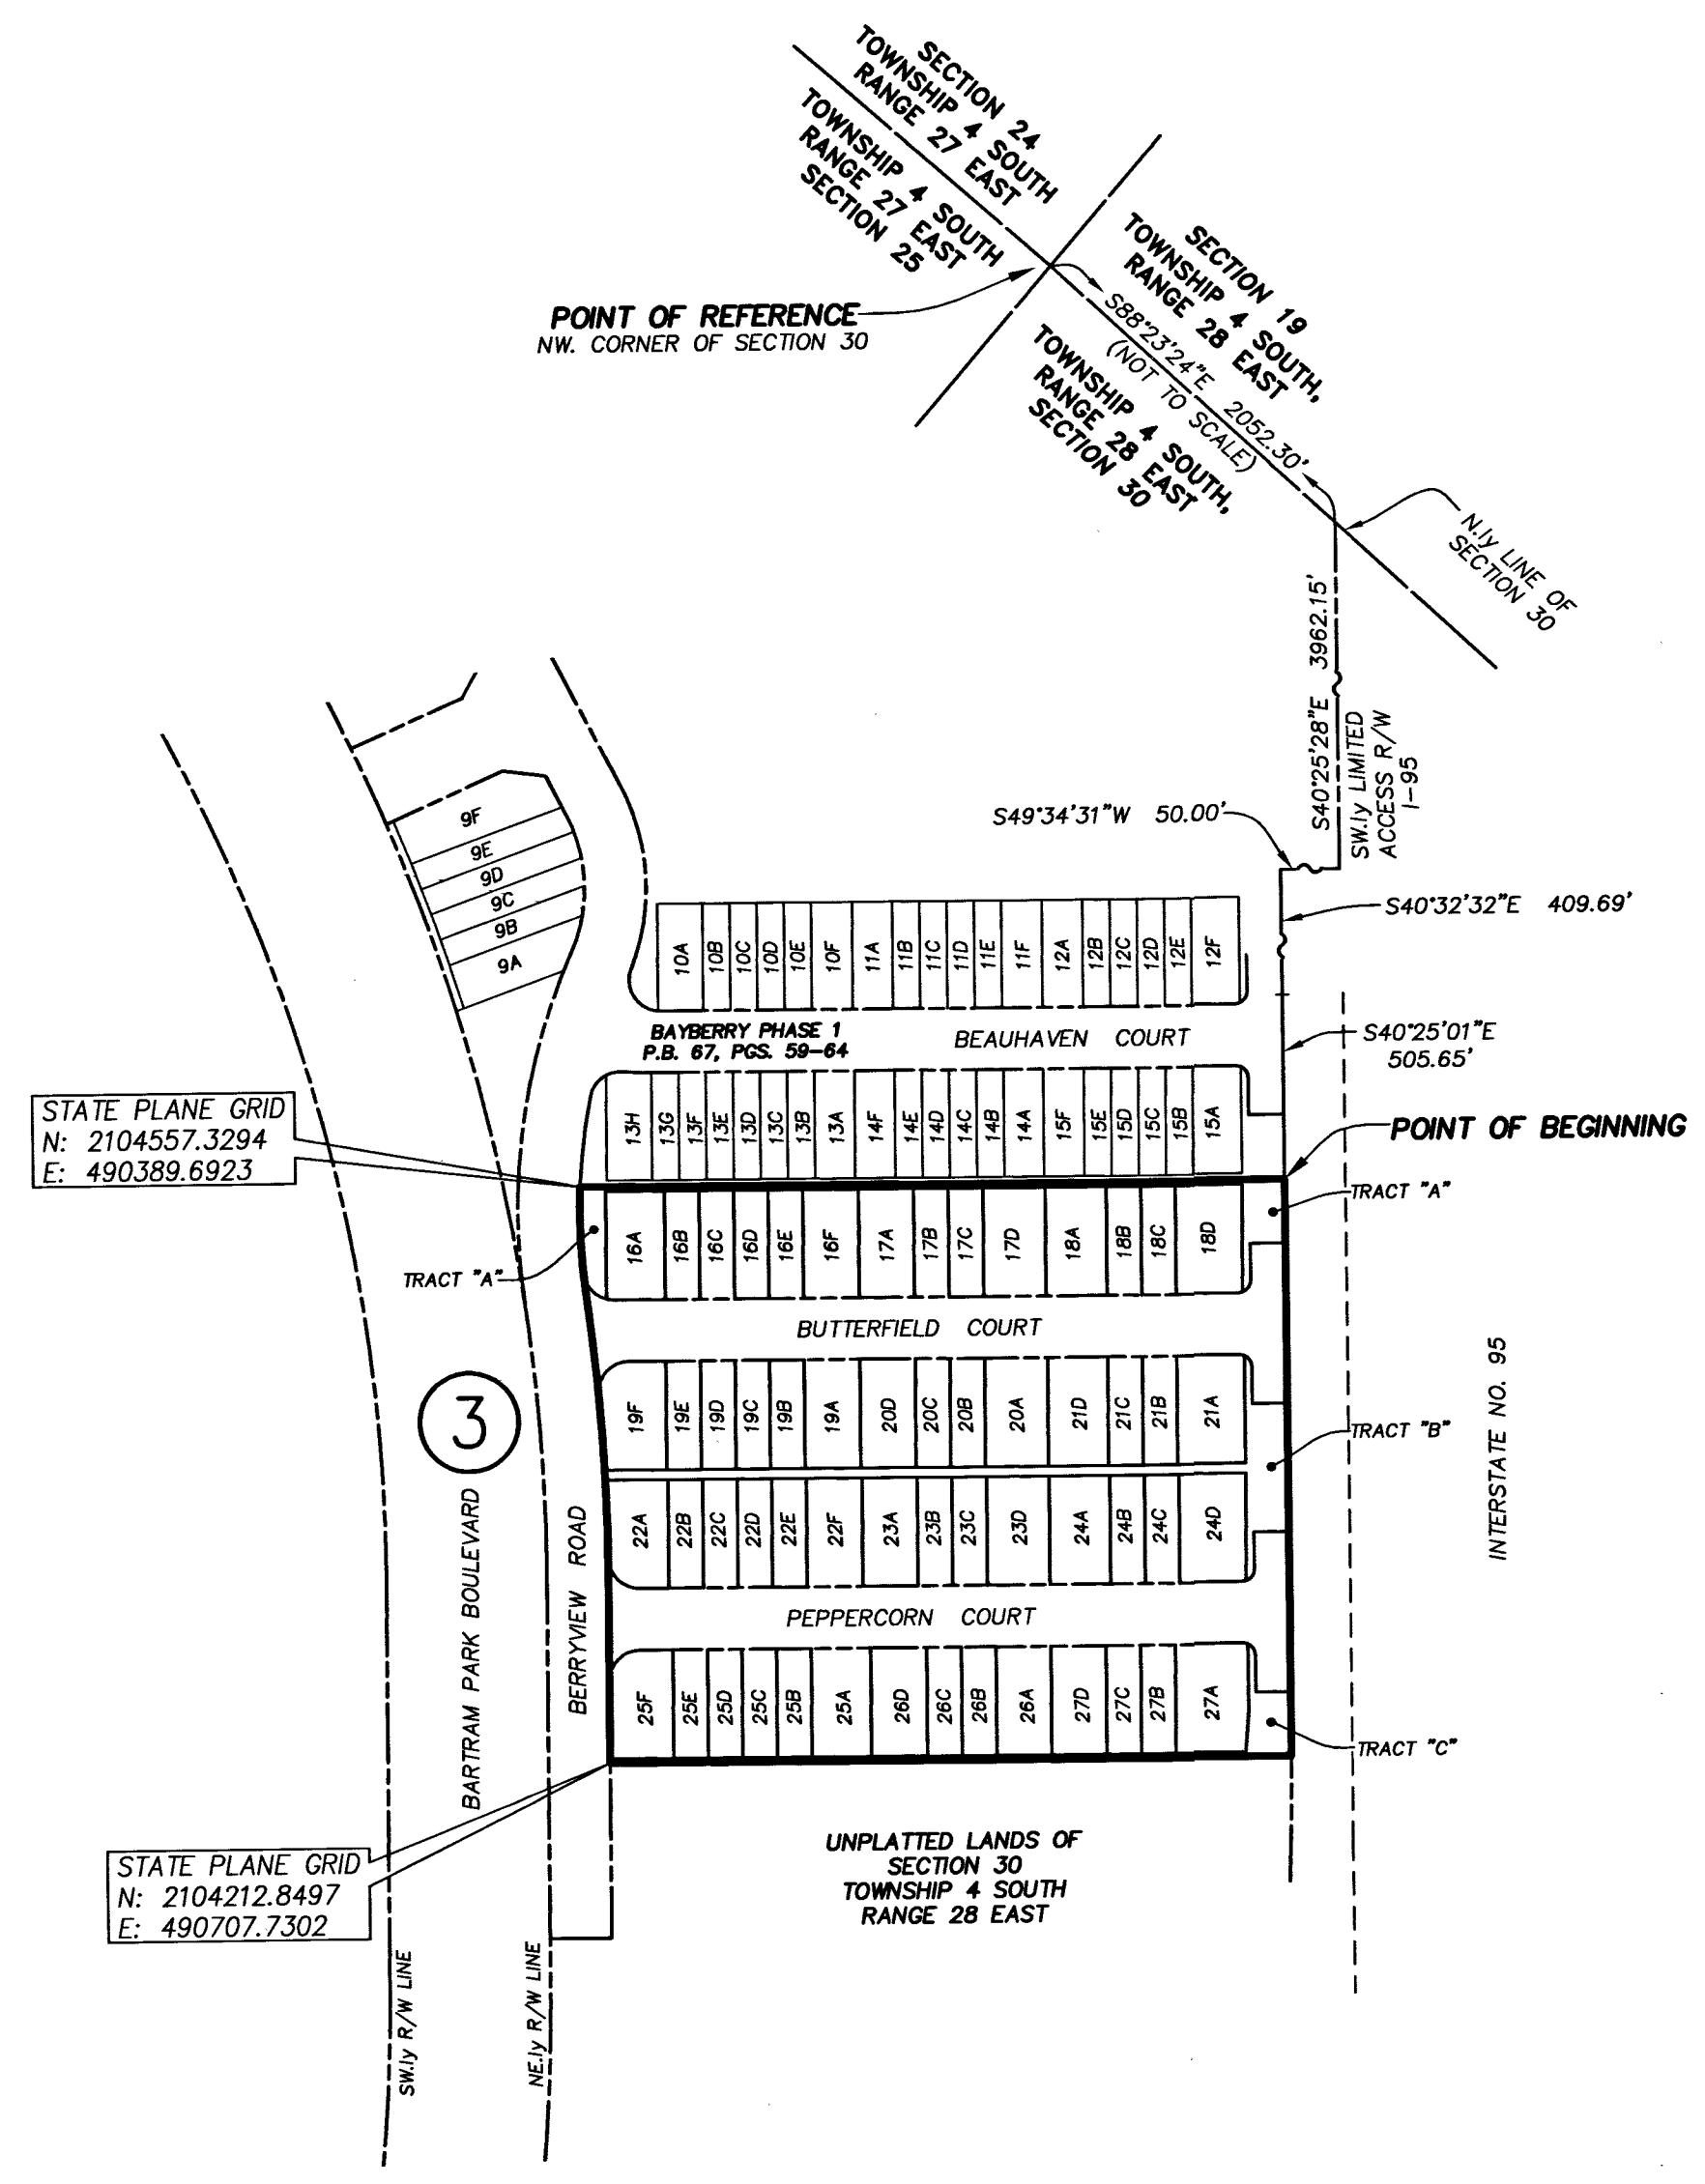 SECTION 24
TOWNSHIP 4 SOUTH
RANGE 27 EAST
TOWNSHIP 4 SOUTH
RANGE 27 EAST
SECTION 25
SECTION 19
TOWNSHIP 4 SOUTH,
RANGE 28 EAST
POINT OF REFERENCE
NW. CORNER OF SECTION 30
S88°23'24"E 2052.30'
(NOT TO SCALE)
TOWNSHIP 4 SOUTH,
RANGE 28 EAST
SECTION 30
N.ly LINE OF
SECTION 30
S40°25'28"E 3962.15'
SW.ly LIMITED
ACCESS R/W
I-95
S49°34'31"W 50.00'
S40°32'32"E 409.69'
9F
9E
9D
9C
9B
9A
10A
10B
10C
10D
10E
10F
11A
11B
11C
11D
11E
11F
12A
12B
12C
12D
12E
12F
BAYBERRY PHASE 1
P.B. 67, PGS. 59-64
BEAUHAVEN COURT
S40°25'01"E
505.65'
STATE PLANE GRID
N: 2104557.3294
E: 490389.6923
13H
13G
13F
13E
13D
13C
13B
13A
14F
14E
14D
14C
14B
14A
15F
15E
15D
15C
15B
15A
POINT OF BEGINNING
TRACT "A"
16A
16B
16C
16D
16E
16F
17A
17B
17C
17D
18A
18B
18C
18D
TRACT "A"
BUTTERFIELD COURT
3
19F
19E
19D
19C
19B
19A
20D
20C
20B
20A
21D
21C
21B
21A
TRACT "B"
INTERSTATE NO. 95
BARTRAM PARK BOULEVARD
BERRYVIEW ROAD
22A
22B
22C
22D
22E
22F
23A
23B
23C
23D
24A
24B
24C
24D
PEPPERCORN COURT
25F
25E
25D
25C
25B
25A
26D
26C
26B
26A
27D
27C
27B
27A
TRACT "C"
STATE PLANE GRID
N: 2104212.8497
E: 490707.7302
UNPLATTED LANDS OF
SECTION 30
TOWNSHIP 4 SOUTH
RANGE 28 EAST
SW.ly R/W LINE
NE.ly R/W LINE